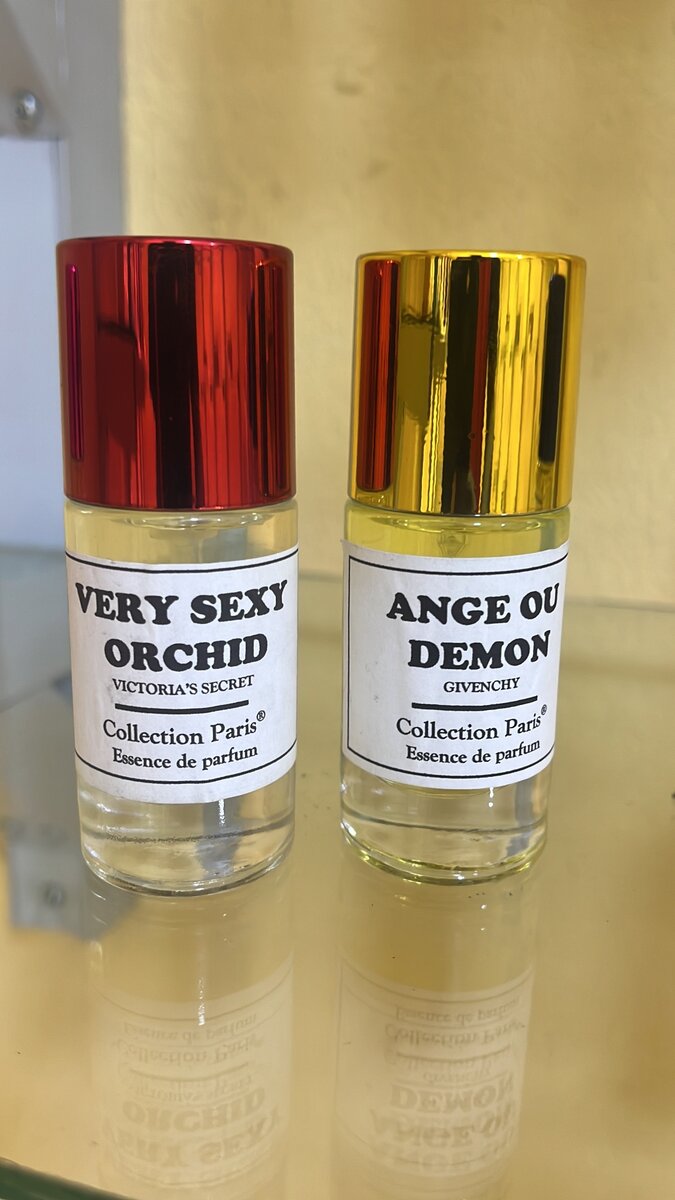 VERY SEXY
ORCHID
VICTORIA'S SECRET
Collection Paris®
Essence de parfum
ANGE OU
DEMON
GIVENCHY
Collection Paris®
Essence de parfum